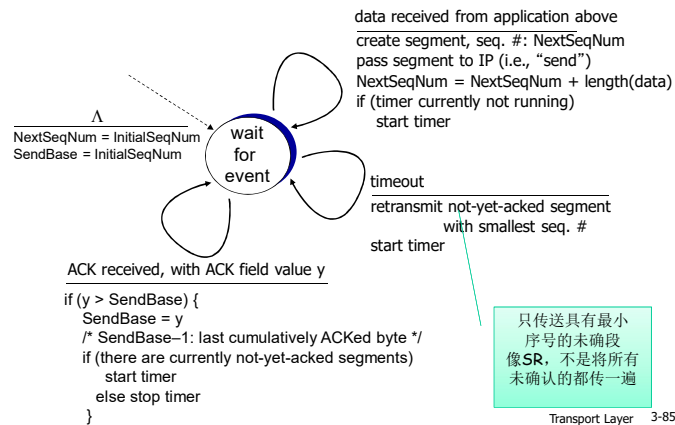 data received from application above
create segment, seq. #: NextSeqNum
pass segment to IP (i.e., “send”)
NextSeqNum = NextSeqNum + length(data)
if (timer currently not running)
start timer
Λ
NextSeqNum = InitialSeqNum
SendBase = InitialSeqNum
wait
for
event
timeout
retransmit not-yet-acked segment
with smallest seq. #
start timer
ACK received, with ACK field value y
if (y > SendBase) {
SendBase = y
/* SendBase–1: last cumulatively ACKed byte */
if (there are currently not-yet-acked segments)
start timer
else stop timer
}
只传送具有最小
序号的未确段
像SR，不是将所有
未确认的都传一遍
Transport Layer 3-85